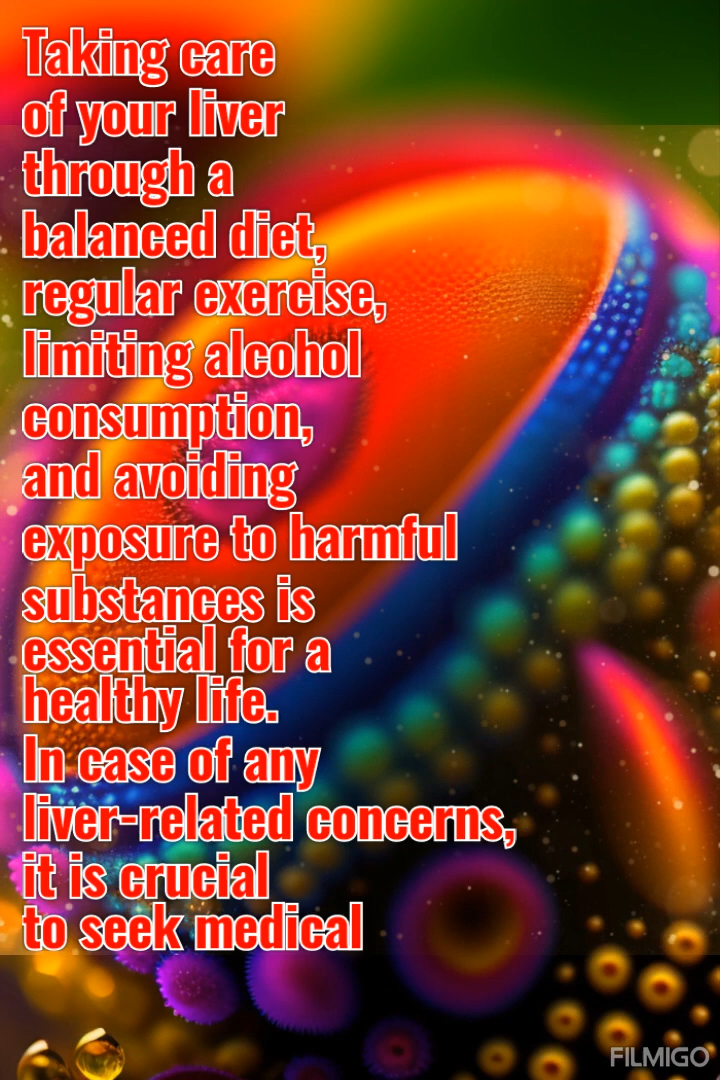 Taking care
of your liver
through a
balanced diet,
regular exercise,
limiting alcohol
consumption,
and avoiding
exposure to harmful
substances is
essential for a
healthy life.
In case of any
liver-related concerns,
it is crucial
to seek medical
FILMIGO